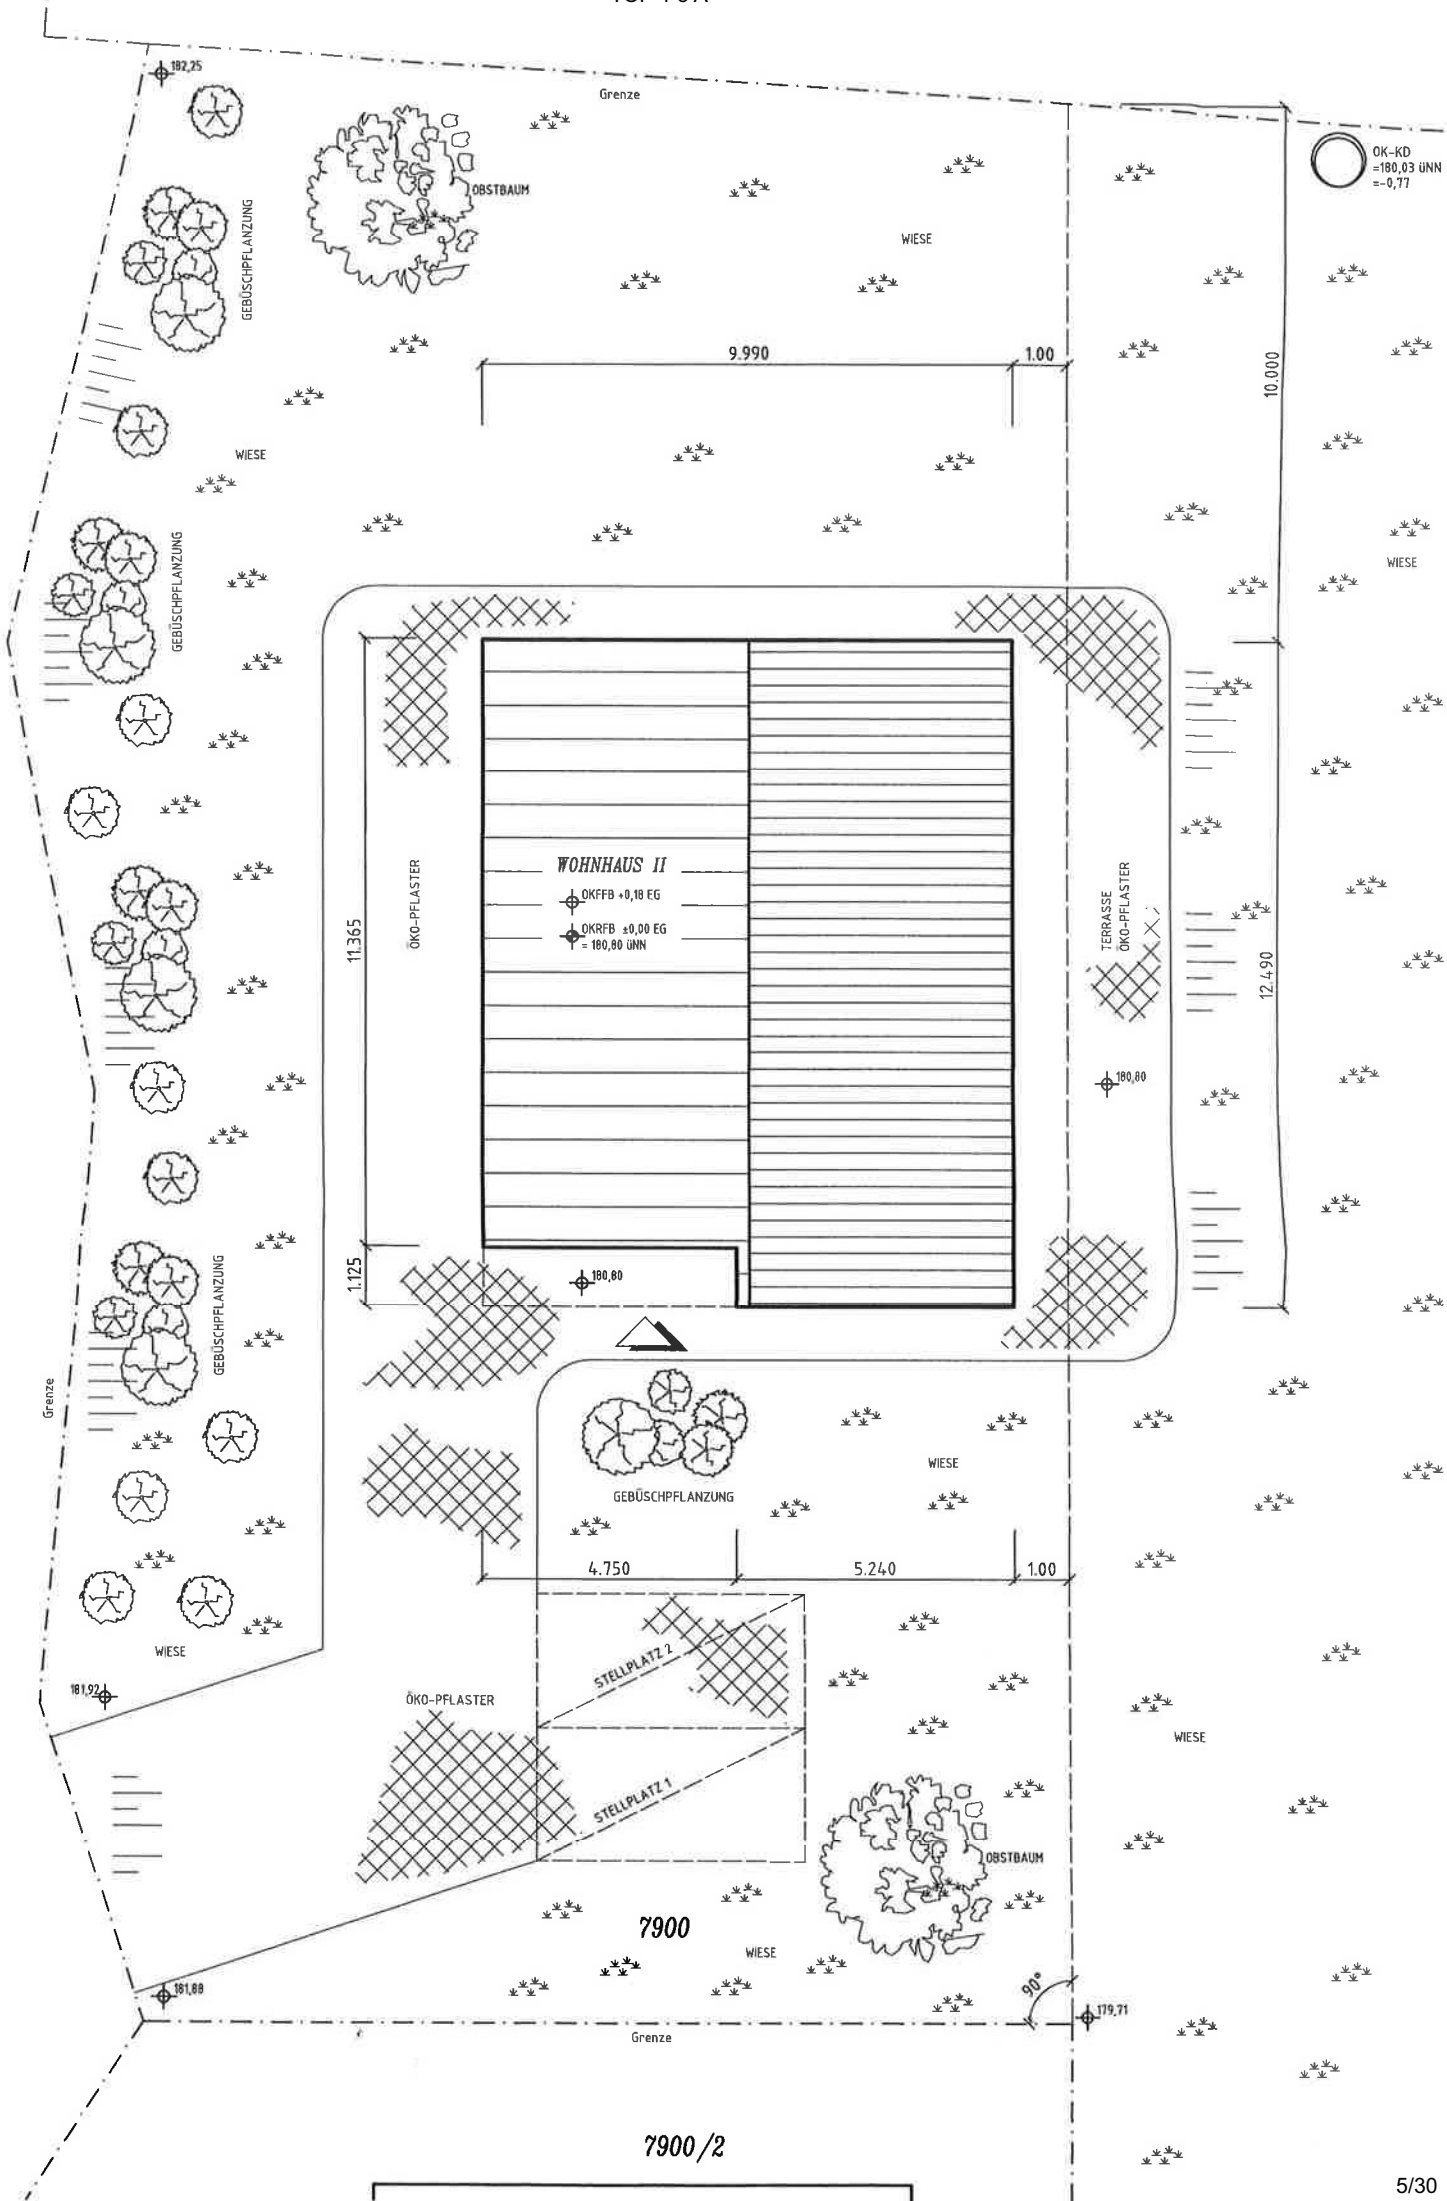 182,25
Grenze
OK-KD
=180,03 üNN
=-0,77
OBSTBAUM
GEBÜSCHPFLANZUNG
WIESE
9.990
1.00
10.000
WIESE
GEBÜSCHPFLANZUNG
WIESE
WOHNHAUS II
OKFFB +0,18 EG
OKRFB ±0,00 EG
= 180,80 üNN
11.365
ÖKO-PFLASTER
TERRASSE
ÖKO-PFLASTER
12.490
180,80
1.125
180,80
GEBÜSCHPFLANZUNG
Grenze
WIESE
GEBÜSCHPFLANZUNG
4.750
5.240
1.00
WIESE
STELLPLATZ 2
181,92
ÖKO-PFLASTER
WIESE
STELLPLATZ 1
OBSTBAUM
7900
WIESE
181,88
90°
179,71
Grenze
7900/2
5/30